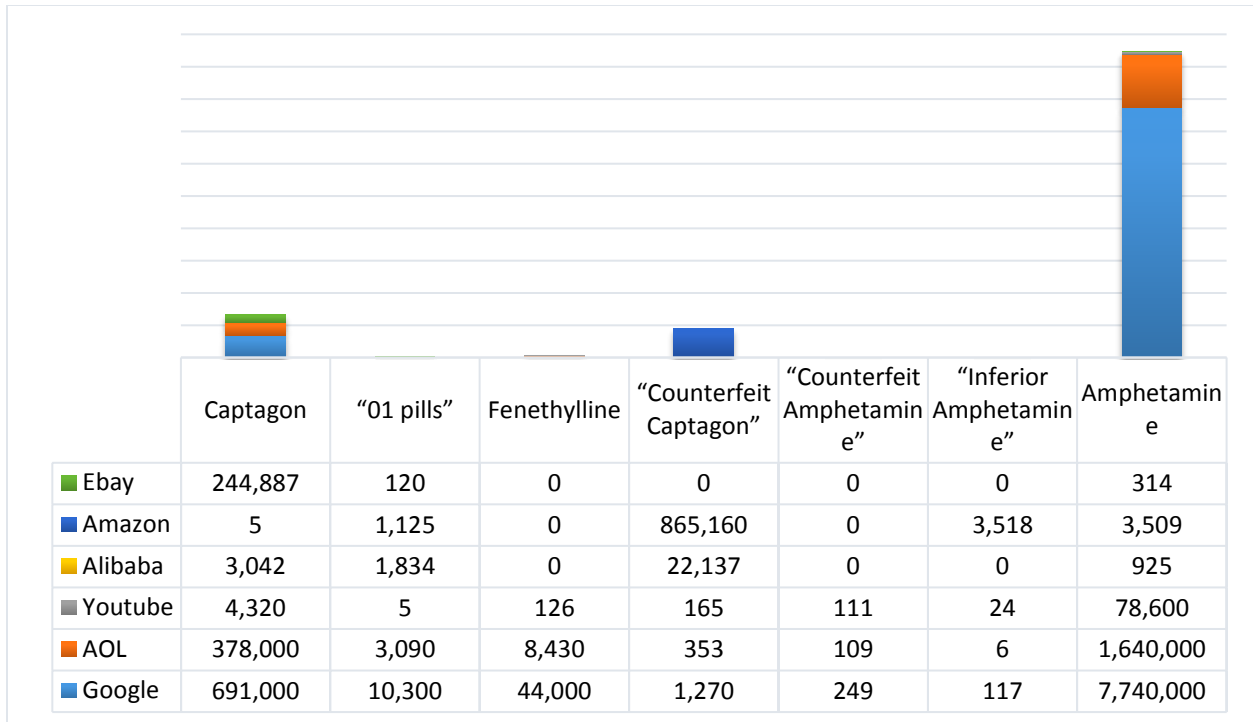 Captagon
“01 pills”
Fenethylline
“Counterfeit
Captagon”
“Counterfeit
Amphetamin
e”
“Inferior
Amphetamine”
Amphetamin
e
Ebay 244,887 120 0 0 0 0 314
Amazon 5 1,125 0 865,160 0 3,518 3,509
Alibaba 3,042 1,834 0 22,137 0 0 925
Youtube 4,320 5 126 165 111 24 78,600
AOL 378,000 3,090 8,430 353 109 6 1,640,000
Google 691,000 10,300 44,000 1,270 249 117 7,740,000